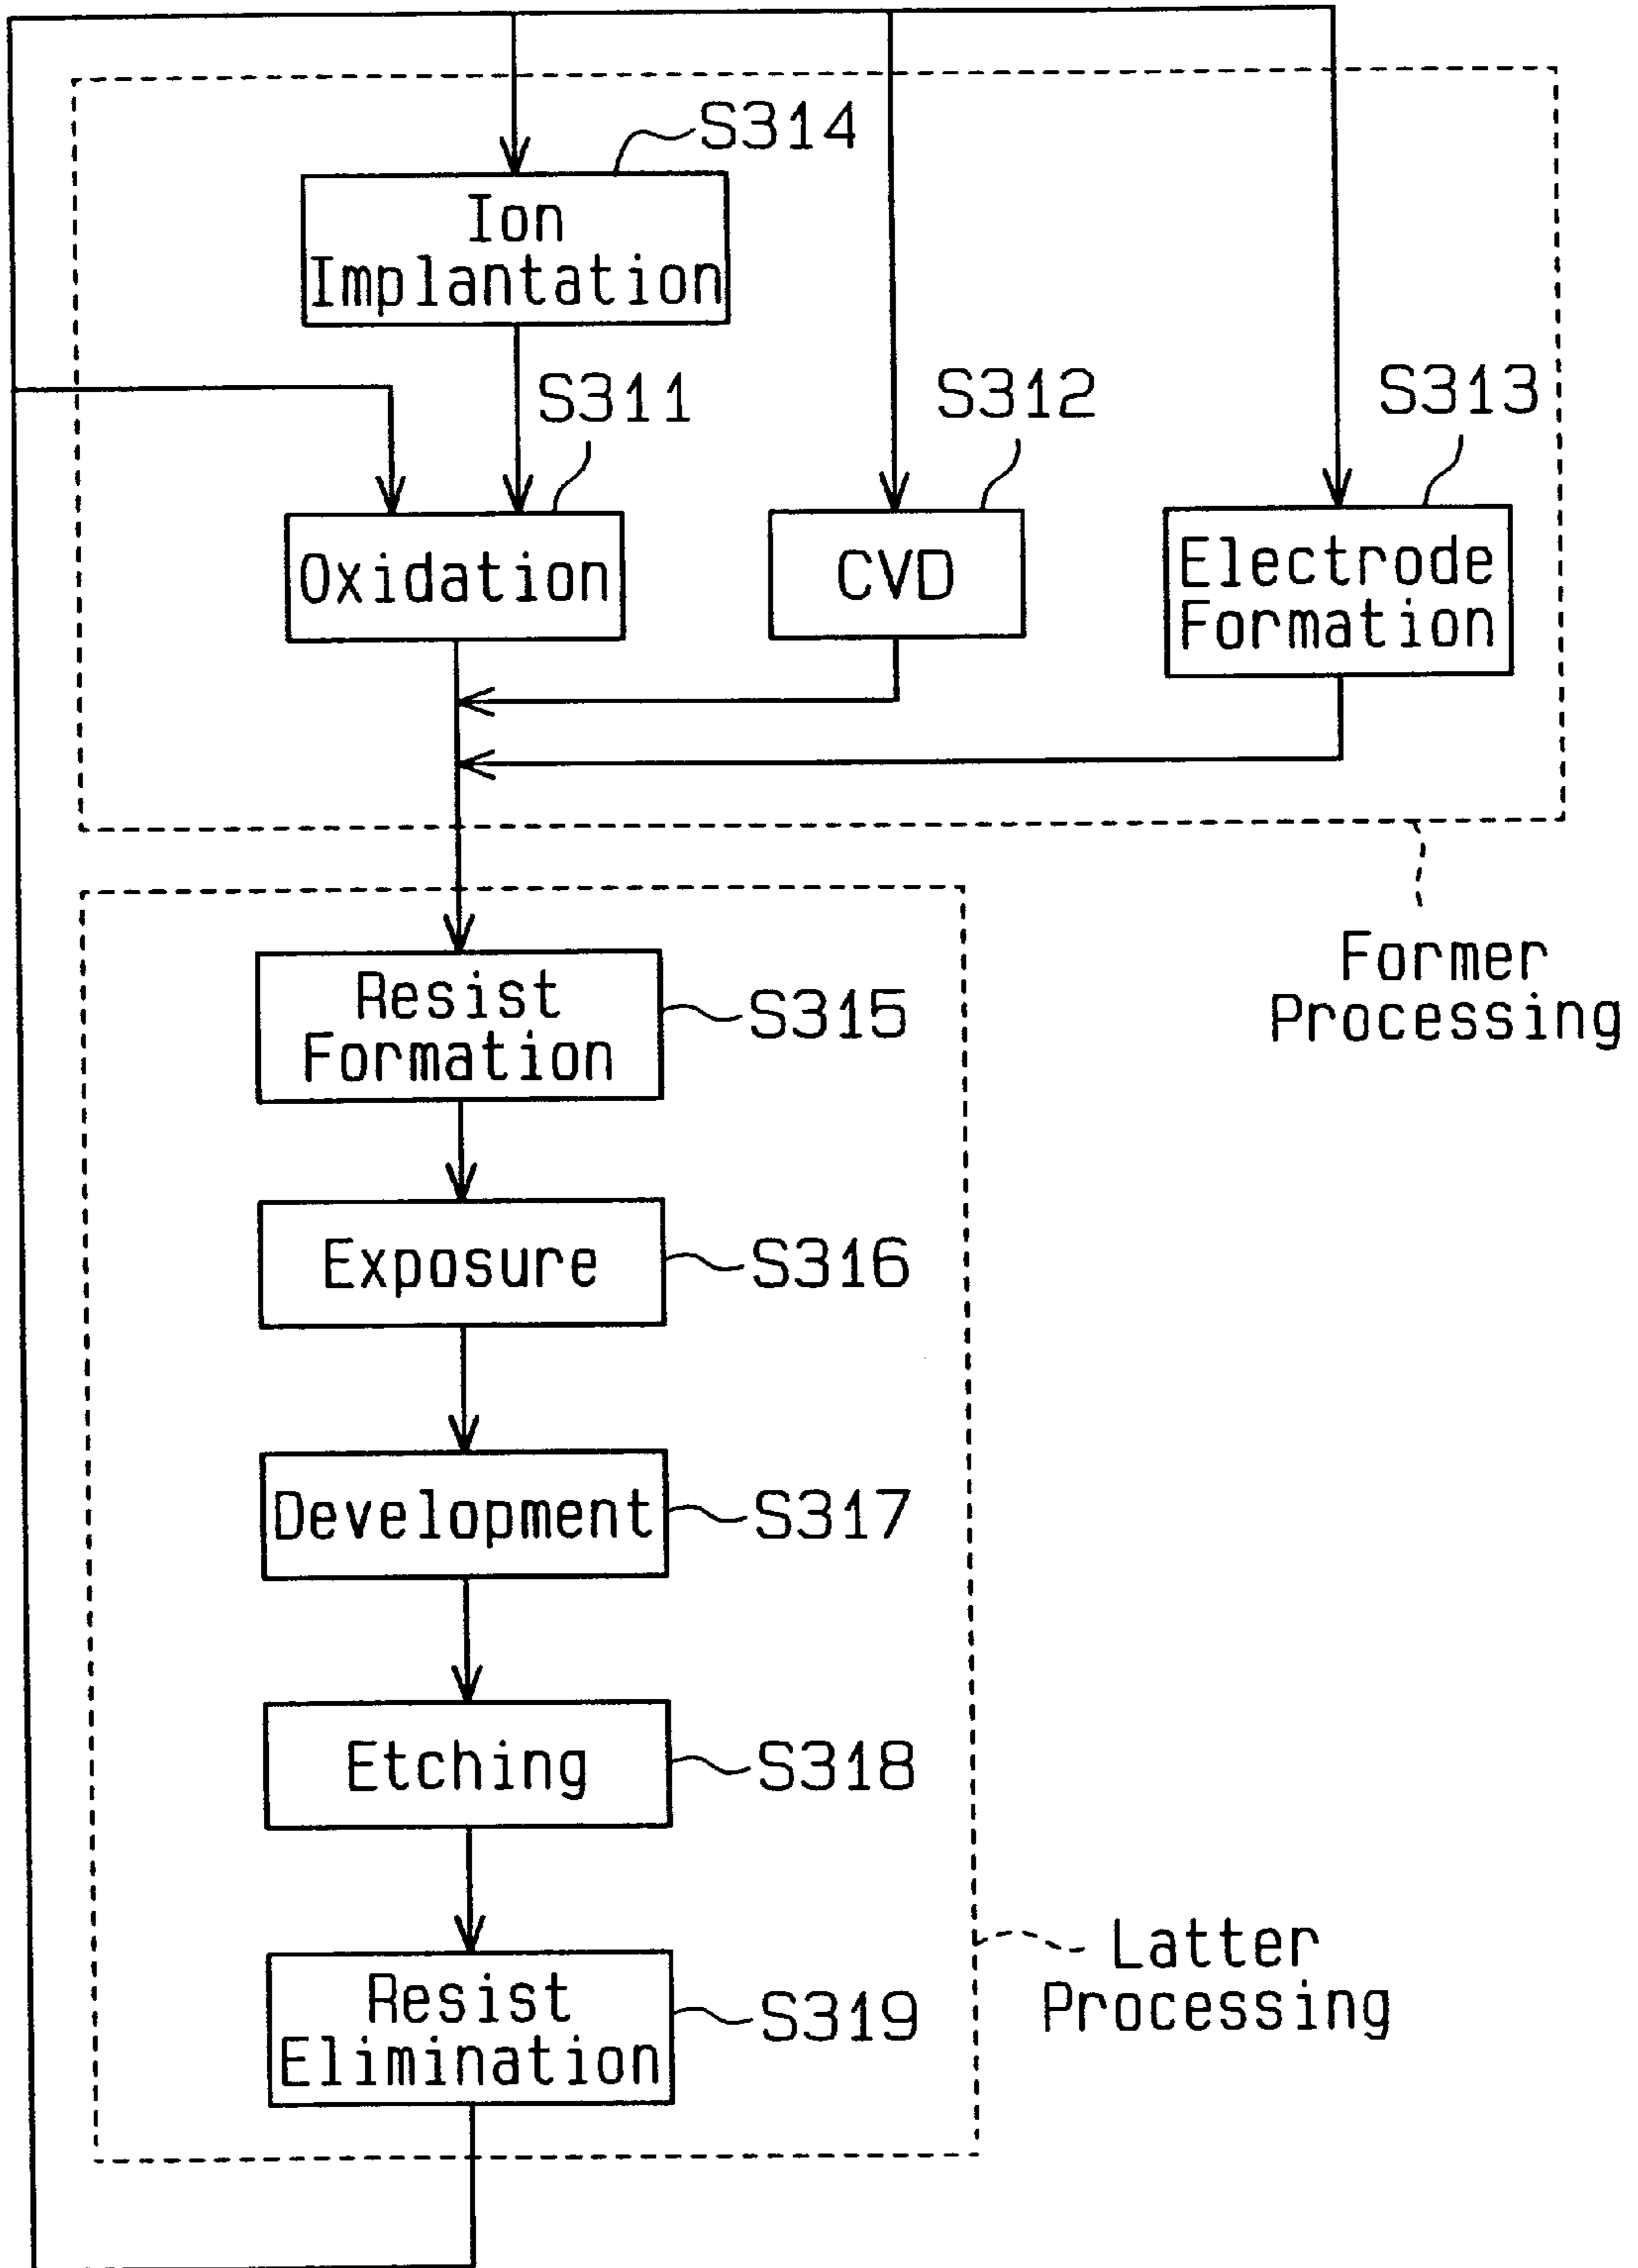 S314
Ion
Implantation
S311
S312
S313
Oxidation
CVD
Electrode
Formation
Former
Processing
Resist
Formation
S315
Exposure
S316
Development
S317
Etching
S318
Latter
Processing
Resist
Elimination
S319